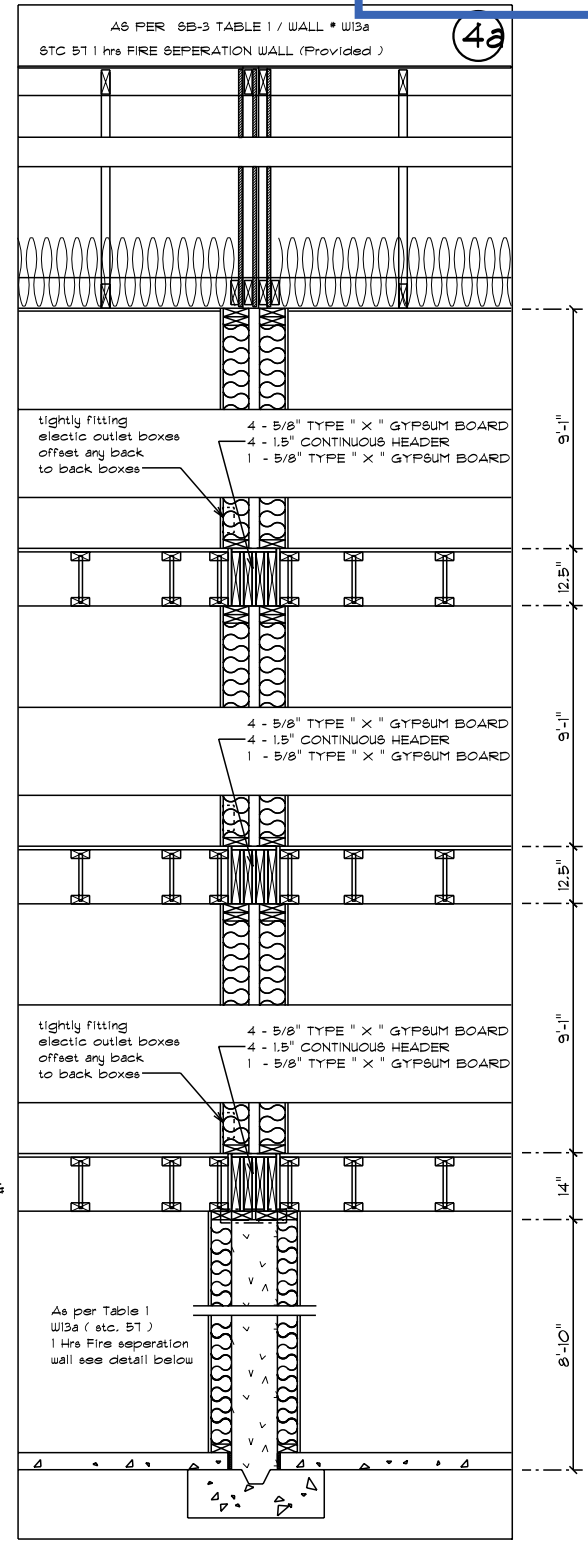 AS PER SB-3 TABLE 1 / WALL # W13a
STC 57 1 hrs FIRE SEPERATION WALL (Provided )
4a
9'-1"
tightly fitting
electic outlet boxes
offset any back
to back boxes
4 - 5/8" TYPE " X " GYPSUM BOARD
4 - 1.5" CONTINUOUS HEADER
1 - 5/8" TYPE " X " GYPSUM BOARD
12.5"
9'-1"
4 - 5/8" TYPE " X " GYPSUM BOARD
4 - 1.5" CONTINUOUS HEADER
1 - 5/8" TYPE " X " GYPSUM BOARD
12.5"
9'-1"
tightly fitting
electic outlet boxes
offset any back
to back boxes
4 - 5/8" TYPE " X " GYPSUM BOARD
4 - 1.5" CONTINUOUS HEADER
1 - 5/8" TYPE " X " GYPSUM BOARD
14"
8'-10"
As per Table 1
W13a ( stc. 57 )
1 Hrs Fire seperation
wall see detail below